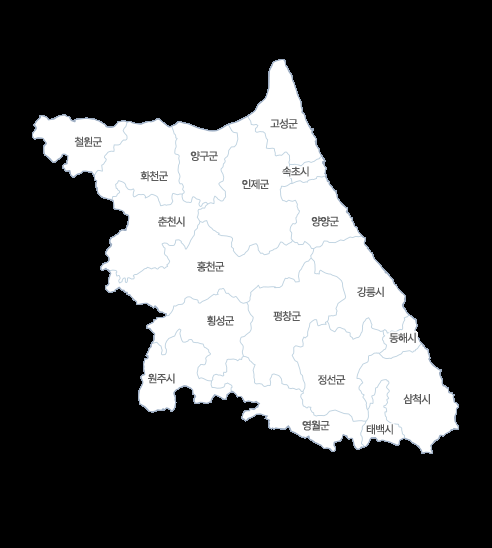 고성군
철원군
양구군
속초시
화천군
인제군
춘천시
양양군
홍천군
강릉시
횡성군
평창군
동해시
원주시
정선군
삼척시
영월군
태백시